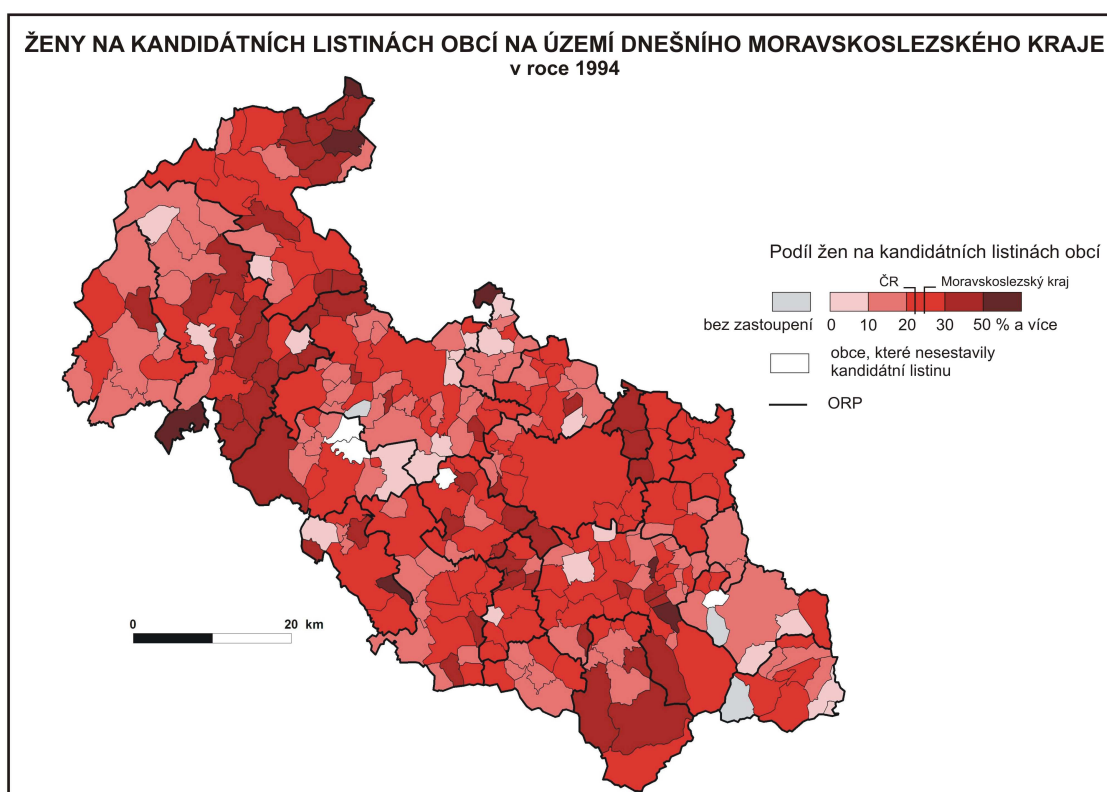 ŽENY NA KANDIDÁTNÍCH LISTINÁCH OBCÍ NA ÚZEMÍ DNEŠNÍHO MORAVSKOSLEZSKÉHO KRAJE
v roce 1994
Podíl žen na kandidátních listinách obcí
ČR
Moravskoslezský kraj
bez zastoupení 0 10 20 30 50 % a více
obce, které nesestavily
kandidátní listinu
ORP
0 20 km